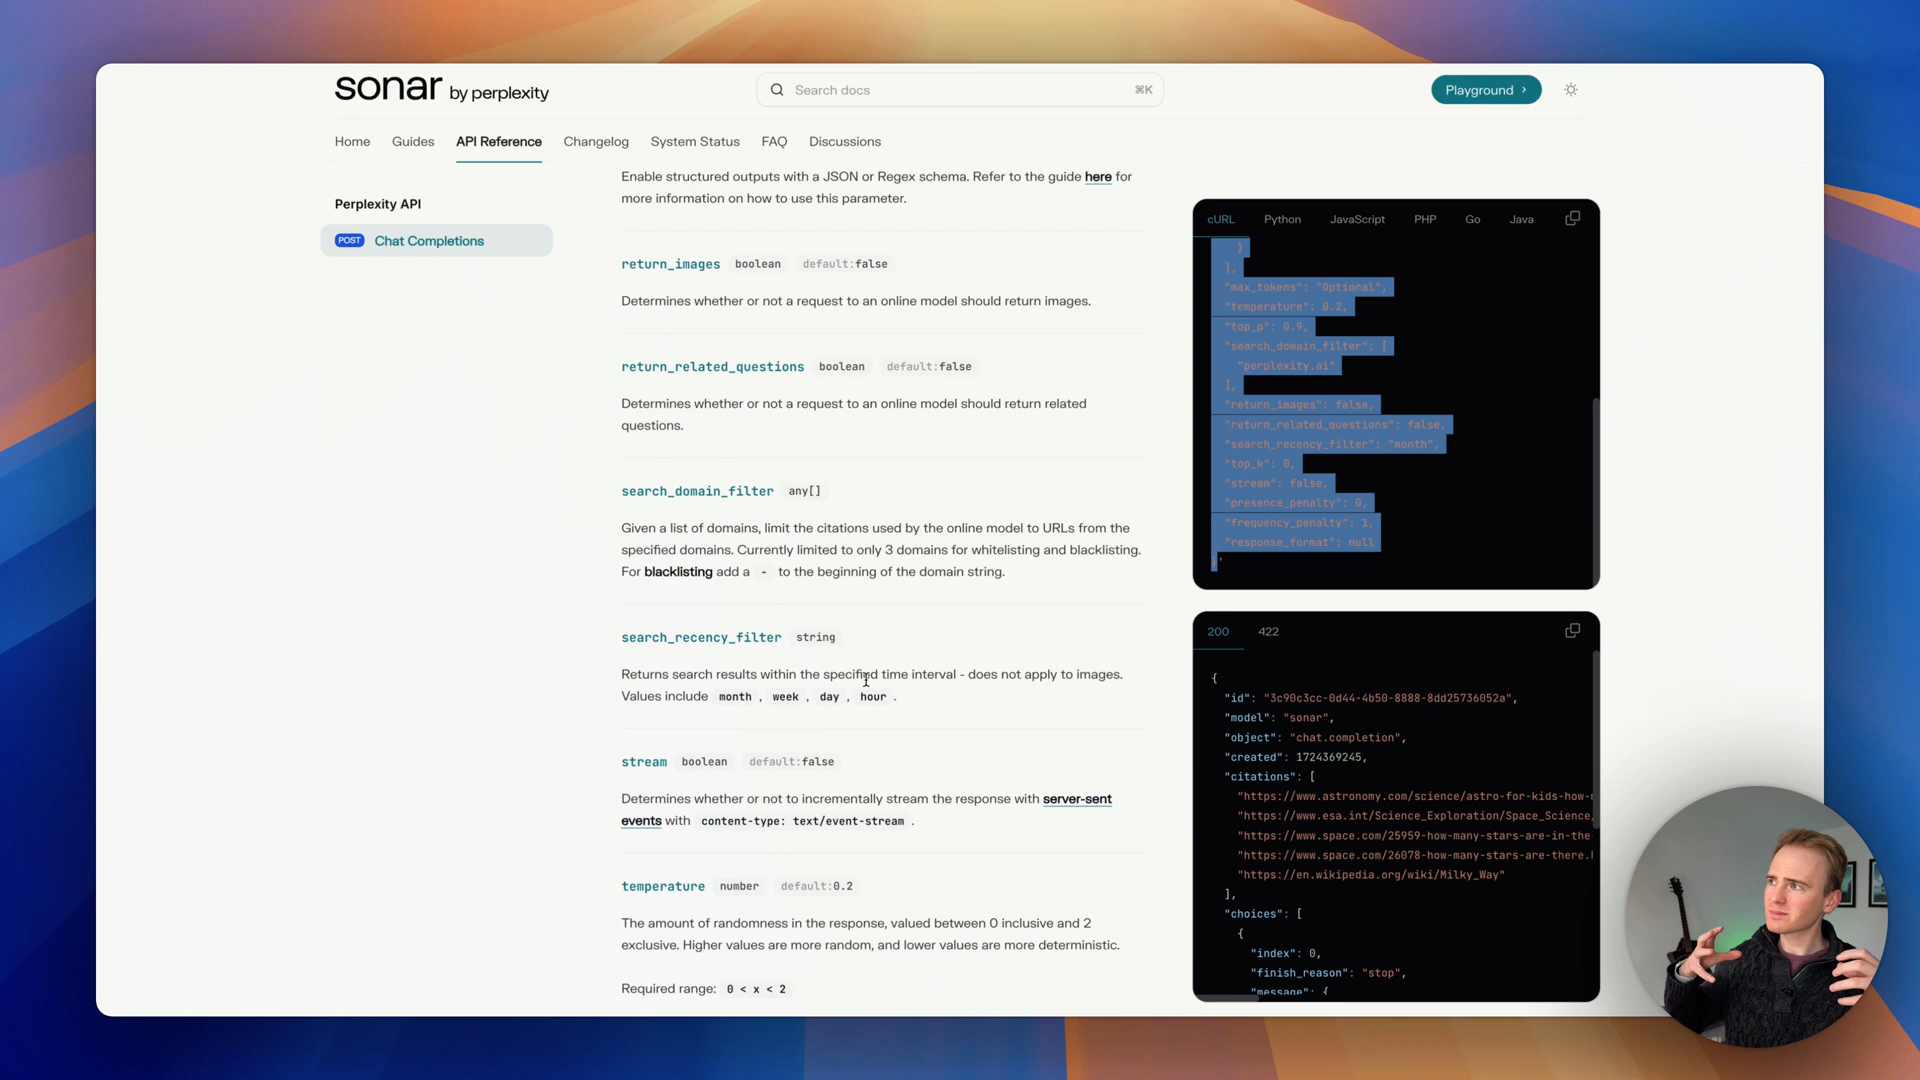 sonar by perplexity
Search docs
⌘K
Playground
Home
Guides
API Reference
Changelog
System Status
FAQ
Discussions
Perplexity API
POST
Chat Completions
Enable structured outputs with a JSON or Regex schema. Refer to the guide here for
more information on how to use this parameter.
return_images boolean default:false
Determines whether or not a request to an online model should return images.
return_related_questions boolean default:false
Determines whether or not a request to an online model should return related
questions.
search_domain_filter any[]
Given a list of domains, limit the citations used by the online model to URLs from the
specified domains. Currently limited to only 3 domains for whitelisting and blacklisting.
For blacklisting add a - to the beginning of the domain string.
search_recency_filter string
Returns search results within the specified time interval - does not apply to images.
Values include month , week , day , hour .
stream boolean default:false
Determines whether or not to incrementally stream the response with server-sent
events with content-type: text/event-stream .
temperature number default:0.2
The amount of randomness in the response, valued between 0 inclusive and 2
exclusive. Higher values are more random, and lower values are more deterministic.
Required range: 0 < x < 2
cURL
Python
JavaScript
PHP
Go
Java
}
],
"max_tokens": "Optional",
"temperature": 0.2,
"top_p": 0.9,
"search_domain_filter": [
"perplexity.ai"
],
"return_images": false,
"return_related_questions": false,
"search_recency_filter": "month",
"top_k": 0,
"stream": false,
"presence_penalty": 0,
"frequency_penalty": 1,
"response_format": null
}'
200
422
{
"id": "3c90c3cc-0d44-4b50-8888-8dd25736052a",
"model": "sonar",
"object": "chat.completion",
"created": 1724369245,
"citations": [
"https://www.astronomy.com/science/astro-for-kids-how-
"https://www.esa.int/Science_Exploration/Space_Science/
"https://www.space.com/25959-how-many-stars-are-in-the-
"https://www.space.com/26078-how-many-stars-are-there.
"https://en.wikipedia.org/wiki/Milky_Way"
],
"choices": [
{
"index": 0,
"finish_reason": "stop",
"message": {